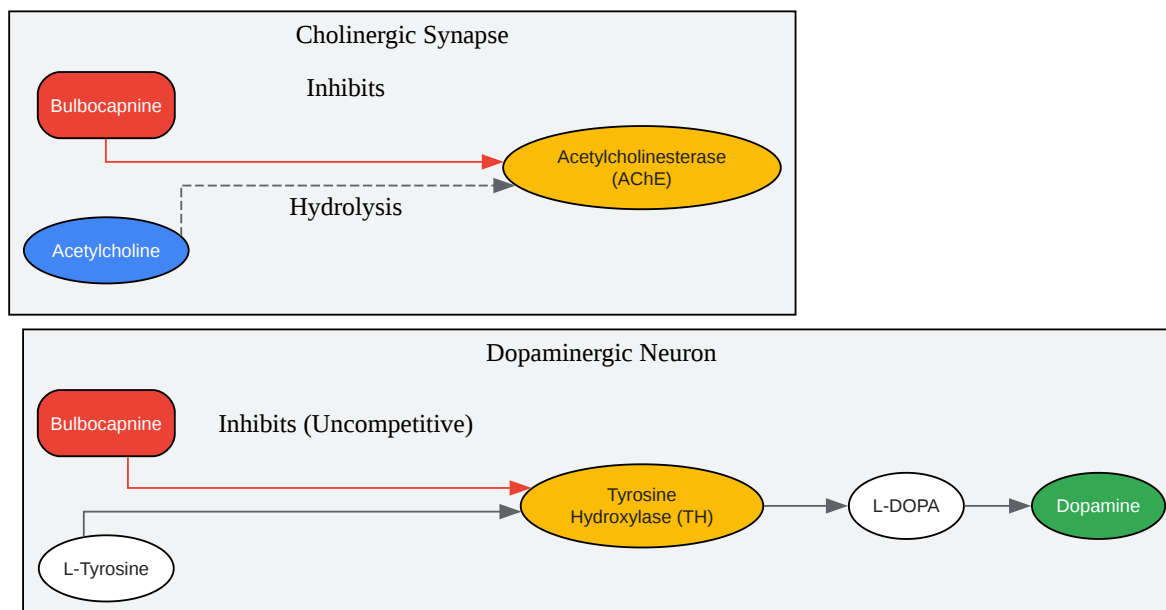 Cholinergic Synapse
Bulbocapnine
Inhibits
Acetylcholinesterase
(AChE)
Hydrolysis
Acetylcholine
Dopaminergic Neuron
Bulbocapnine
Inhibits (Uncompetitive)
Tyrosine
Hydroxylase (TH)
L-DOPA
Dopamine
L-Tyrosine